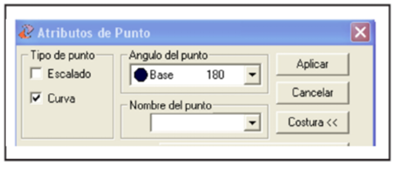 Atributos de Punto
Tipo de punto
Escalado
Curva
Angulo del punto
Base 180
Nombre del punto
Aplicar
Cancelar
Costura <<